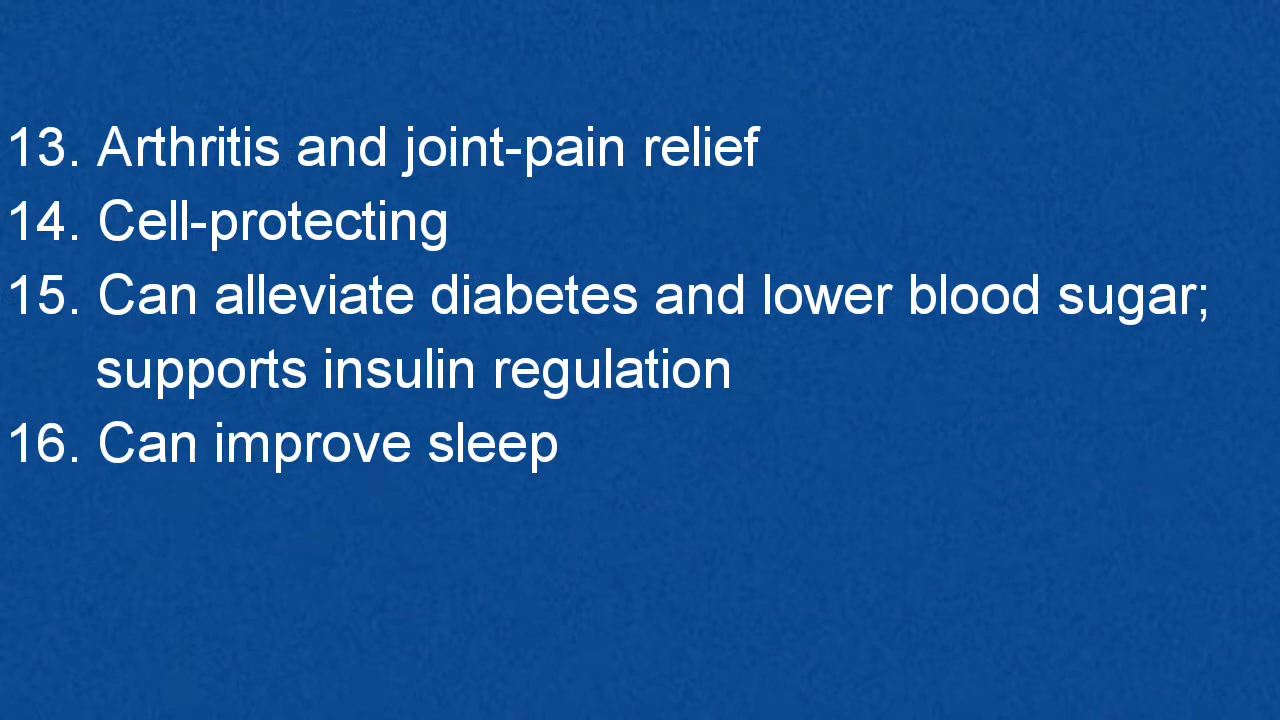 13. Arthritis and joint-pain relief
14. Cell-protecting
15. Can alleviate diabetes and lower blood sugar;
supports insulin regulation
16. Can improve sleep